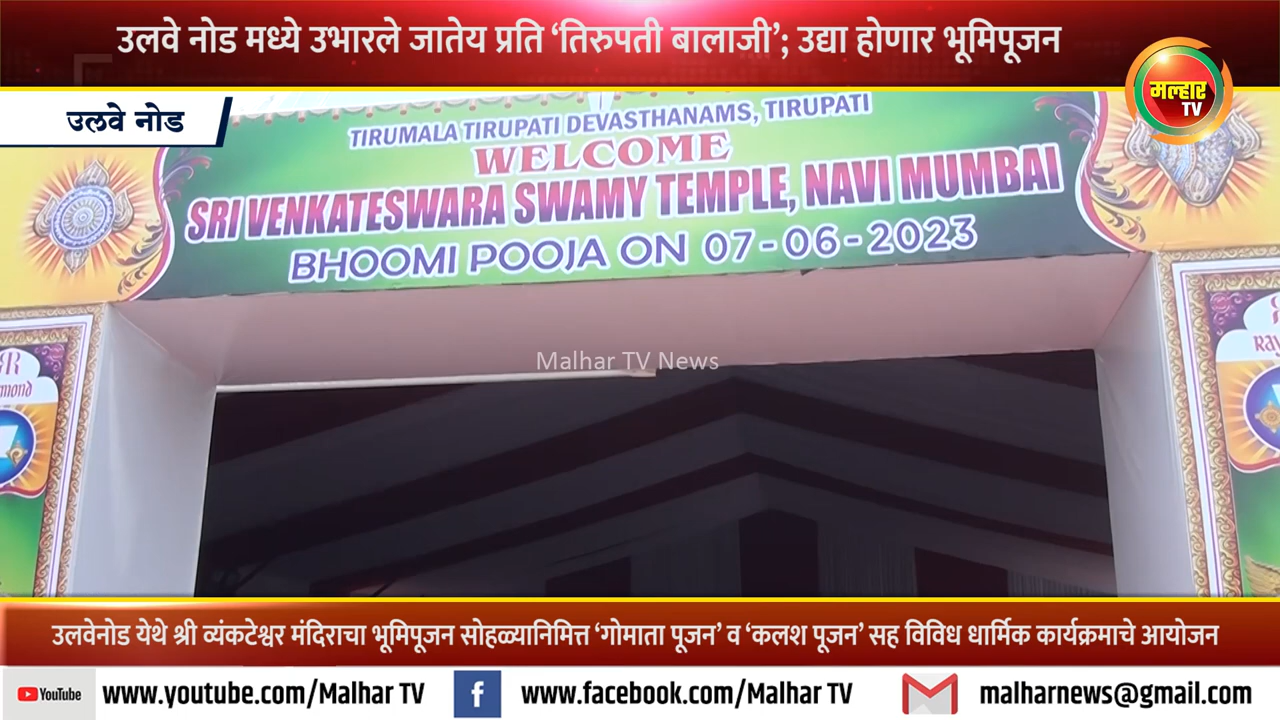 उलवे नोड मध्ये उभारले जातेय प्रति ‘तिरुपती बालाजी’; उद्या होणार भूमिपूजन
मल्हार
TV
उलवे नोड
TIRUMALA TIRUPATI DEVASTHANAMS, TIRUPATI
WELCOME
SRI VENKATESWARA SWAMY TEMPLE, NAVI MUMBAI
BHOOMI POOJA ON 07-06-2023
Malhar TV News
उलवेनोड येथे श्री व्यंकटेश्वर मंदिराचा भूमिपूजन सोहळ्यानिमित्त ‘गोमाता पूजन’ व ‘कलश पूजन’ सह विविध धार्मिक कार्यक्रमाचे आयोजन
YouTube www.youtube.com/Malhar TV www.facebook.com/Malhar TV malharnews@gmail.com